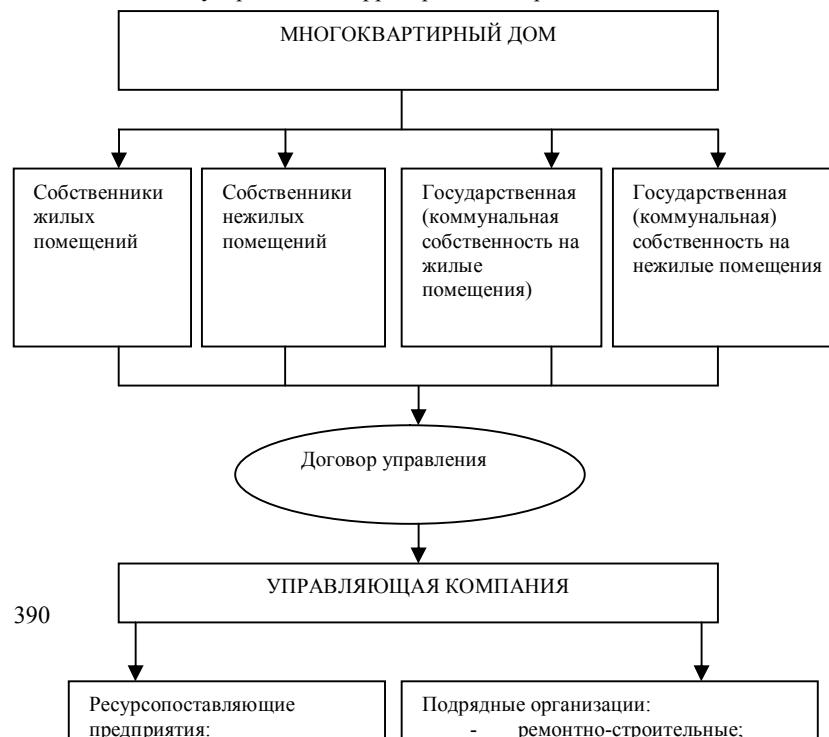 МНОГОКВАРТИРНЫЙ ДОМ
Собственники
жилых
помещений
Собственники
нежилых
помещений
Государственная
(коммунальная
собственность на
жилые
помещения)
Государственная
(коммунальная)
собственность на
нежилые помещения
Договор управления
УПРАВЛЯЮЩАЯ КОМПАНИЯ
390
Ресурсопоставляющие
предприятия:
Подрядные организации:
- ремонтно-строительные;